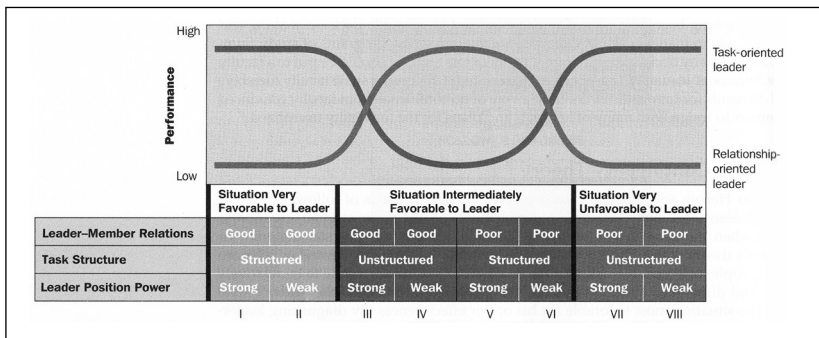 High
Performance
Low
Task-oriented
leader
Relationship-
oriented
leader
Situation Very
Favorable to Leader
Situation Intermediately
Favorable to Leader
Situation Very
Unfavorable to Leader
Leader–Member Relations Good Good Good Good Poor Poor Poor Poor
Task Structure Structured Unstructured Structured Unstructured
Leader Position Power Strong Weak Strong Weak Strong Weak Strong Weak
I II III IV V VI VII VIII